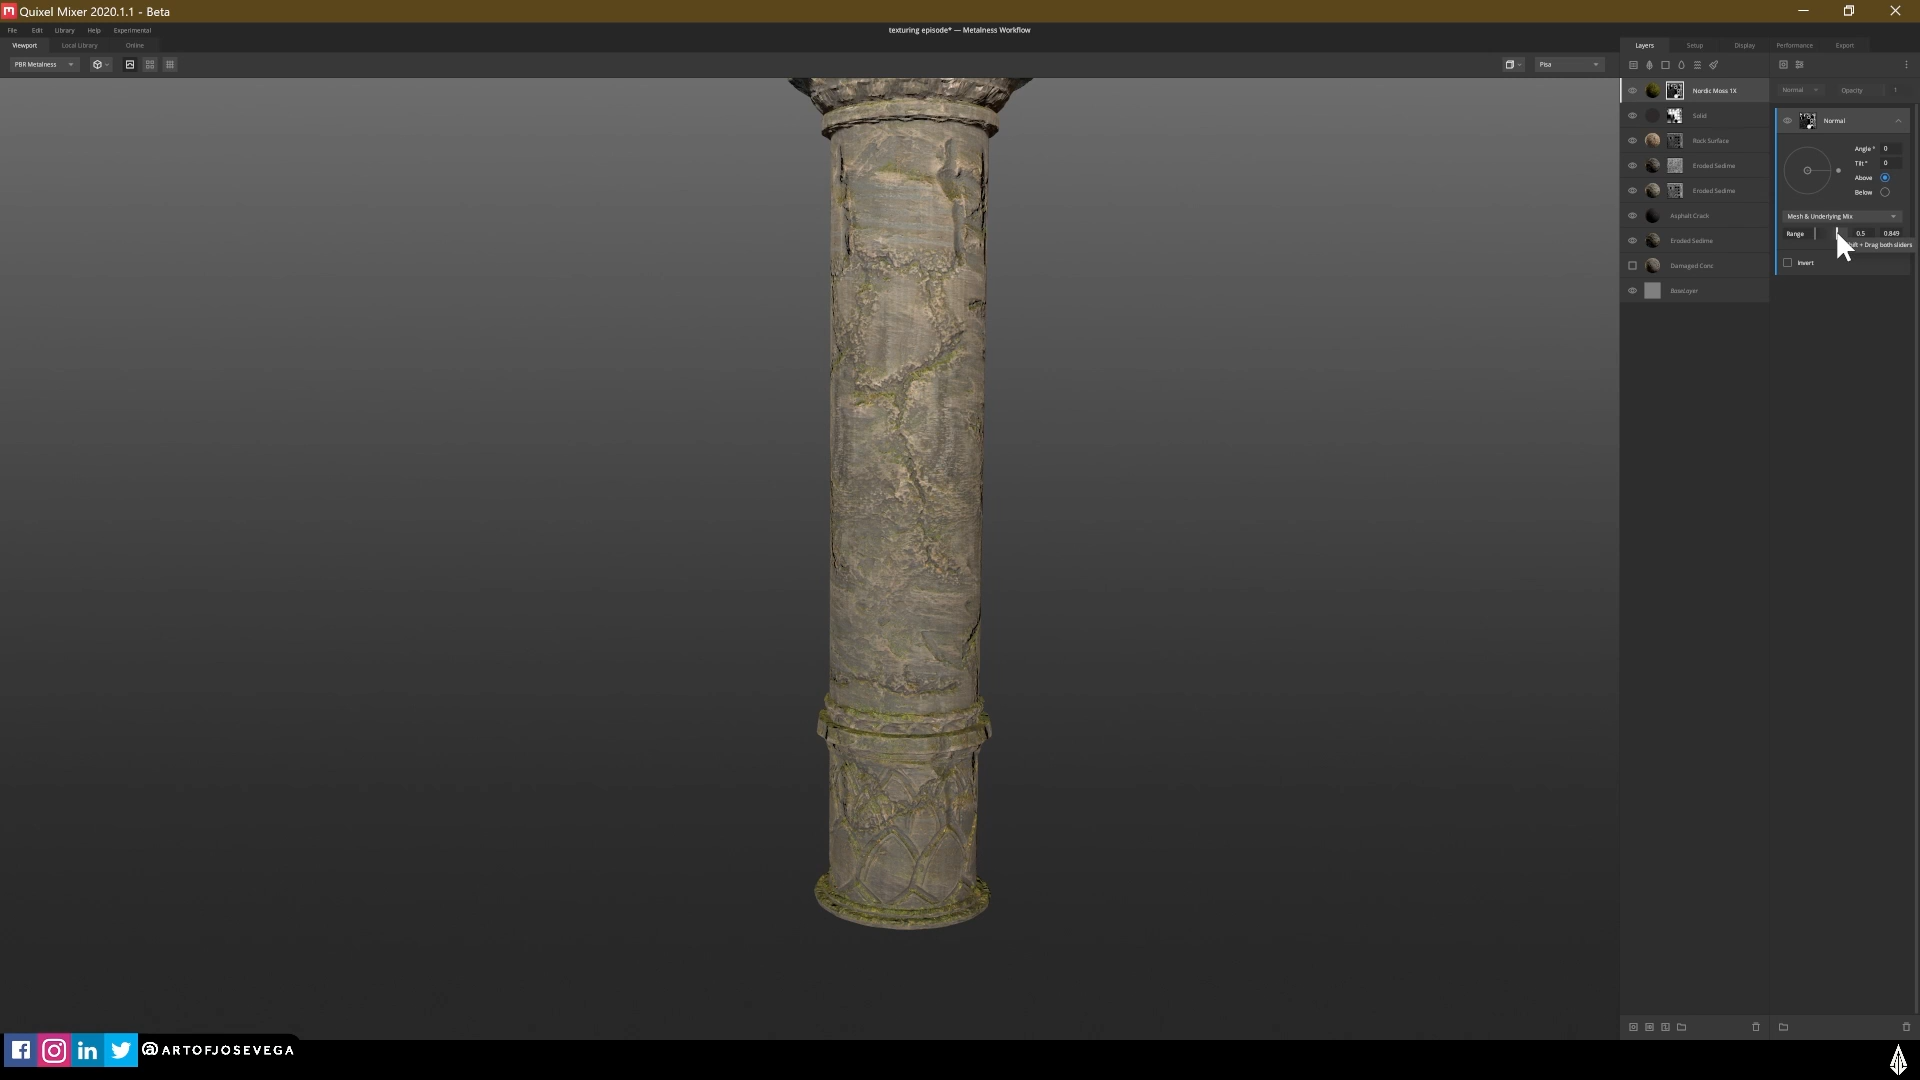 Quixel Mixer 2020.1.1 - Beta
File Edit Library Help Experimental
texturing episode* — Metalness Workflow
Viewport Local Library Online
Layers Setup Display Performance Export
PBR Metalness
Pisa
Nordic Moss 1X
Normal Opacity 1
Solid
Normal
Rock Surface
Angle ° 0
Tilt ° 0
Eroded Sedime
Above
Eroded Sedime
Below
Asphalt Crack
Mesh & Underlying Mix
Range 0.5 0.849
Eroded Sedime
+ Drag both sliders
Damaged Conc
Invert
BaseLayer
@ARTOFJOSEVEGA